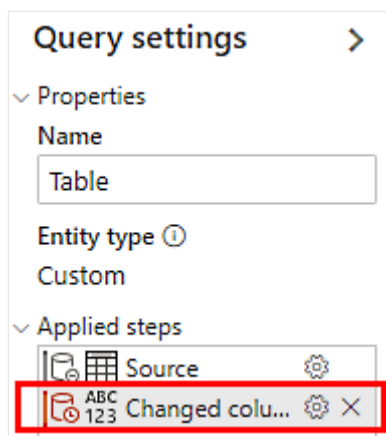 Query settings
Properties
Name
Table
Entity type
Custom
Applied steps
Source
ABC
123 Changed colu...